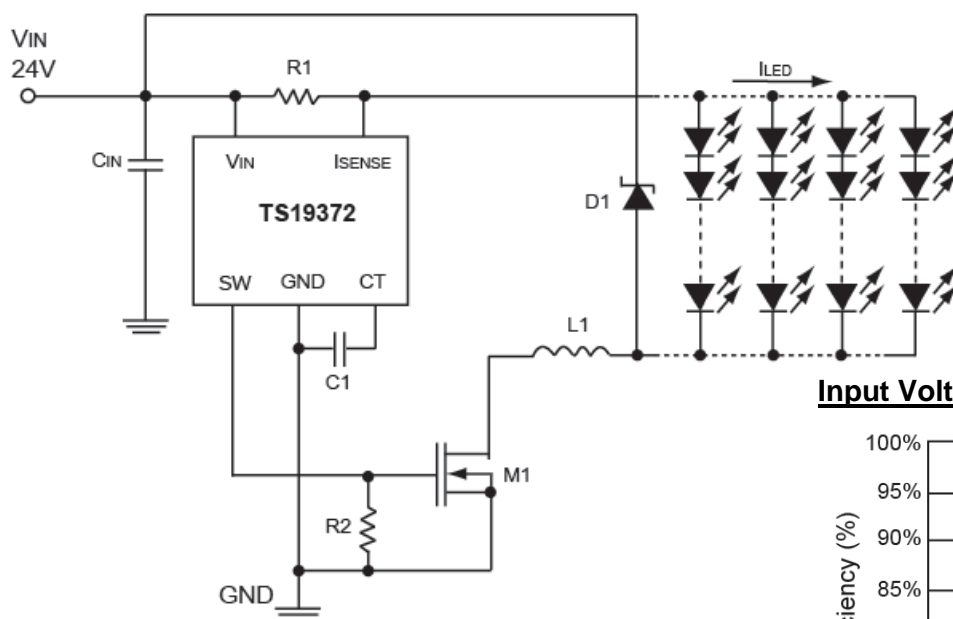 VIN
24V
R1
ILED
CIN
VIN ISENSE
TS19372
D1
SW GND CT
L1
C1
Input Volt
M1
R2
GND
100%
95%
90%
85%
ciency (%)